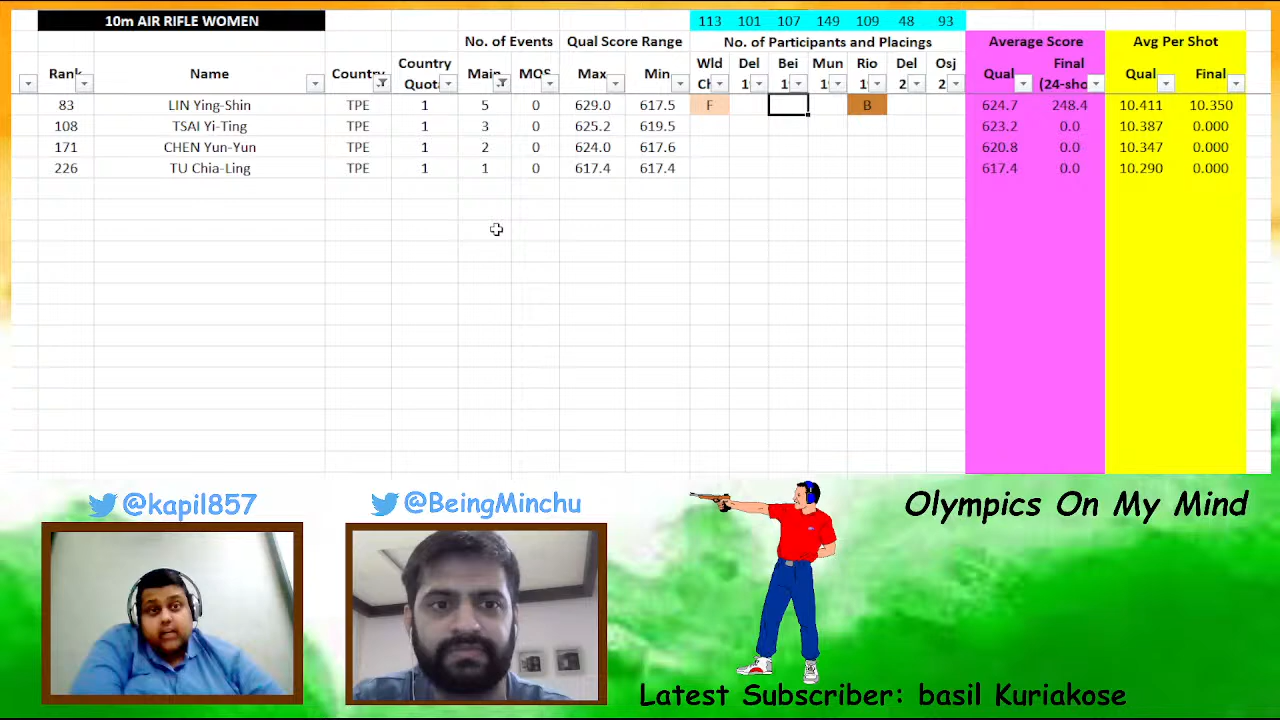 10m AIR RIFLE WOMEN 113 101 107 149 109 48 93
No. of Events Qual Score Range No. of Participants and Placings Average Score Avg Per Shot
Rank Name Country Country Quot Main MQS Max Min Wld Ch Del 1 Bei 1 Mun 1 Rio 1 Del 2 Osj 2 Qual Final (24-sho Qual Final
83 LIN Ying-Shin TPE 1 5 0 629.0 617.5 F B 624.7 248.4 10.411 10.350
108 TSAI Yi-Ting TPE 1 3 0 625.2 619.5 623.2 0.0 10.387 0.000
171 CHEN Yun-Yun TPE 1 2 0 624.0 617.6 620.8 0.0 10.347 0.000
226 TU Chia-Ling TPE 1 1 0 617.4 617.4 617.4 0.0 10.290 0.000
@kapil857 @BeingMinchu Olympics On My Mind
Latest Subscriber: basil Kuriakose